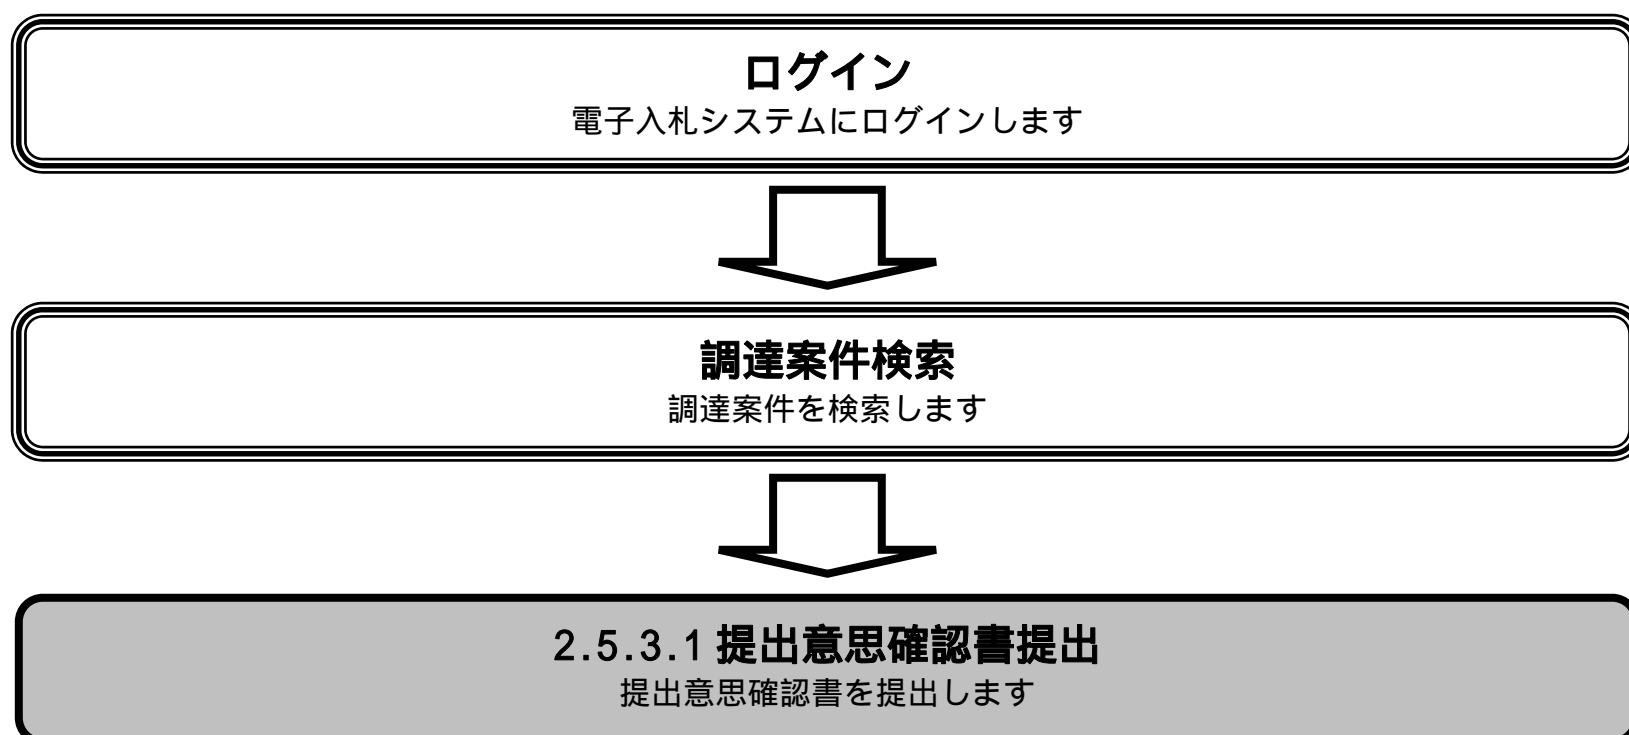 ログイン
電子入札システムにログインします
調達案件検索
調達案件を検索します
2.5.3.1 提出意思確認書提出
提出意思確認書を提出します